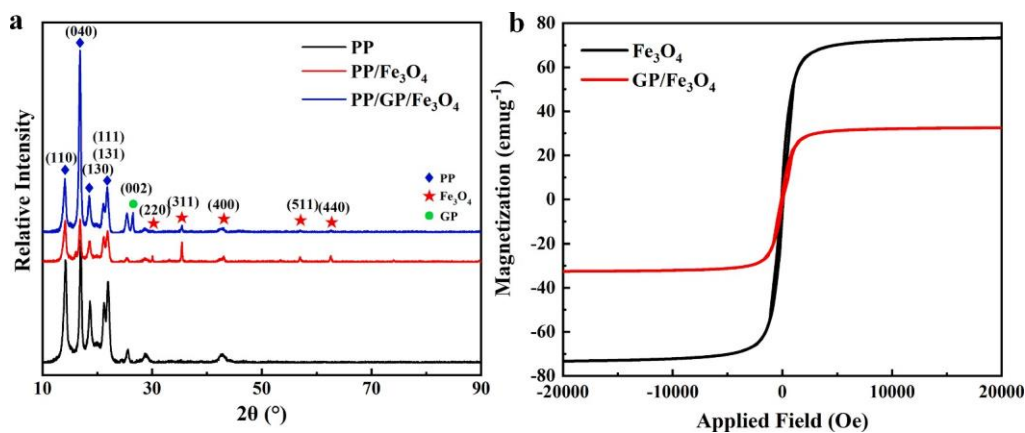 a
Relative Intensity
(040)
(110)
(130)
(111)
(131)
(002)
(220)
(311)
(400)
(511)
(440)
PP
PP/Fe₃O₄
PP/GP/Fe₃O₄
PP
Fe₃O₄
GP
10 30 50 70 90
2θ (°)
b
Magnetization (emug⁻¹)
80
60
40
20
0
-20
-40
-60
-80
Fe₃O₄
GP/Fe₃O₄
-20000 -10000 0 10000 20000
Applied Field (Oe)